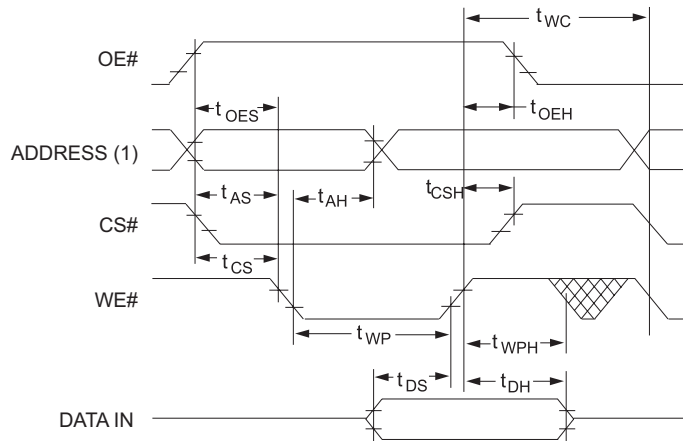 tWC
OE#
tOES
tOEH
ADDRESS (1)
tAS
tAH
tCSH
CS#
tCS
WE#
tWP
tWPH
tDS
tDH
DATA IN